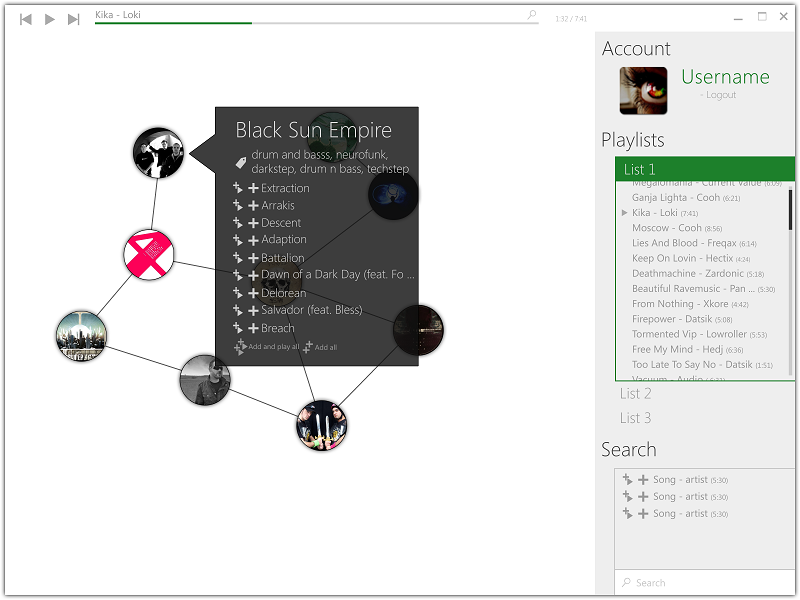 Kika - Loki
1:32 / 7:41
Black Sun Empire
drum and basss, neurofunk,
darkstep, drum n bass, techstep
Extraction
Arrakis
Descent
Adaption
Battalion
Dawn of a Dark Day (feat. Fo ...
Delorean
Salvador (feat. Bless)
Breach
Add and play all
Add all
Account
Username
- Logout
Playlists
List 1
Megalomania - Current Value (6:09)
Ganja Lighta - Cooh (6:21)
Kika - Loki (7:41)
Moscow - Cooh (8:56)
Lies And Blood - Freqax (6:14)
Keep On Lovin - Hectix (4:24)
Deathmachine - Zardonic (5:18)
Beautiful Ravemusic - Pan ... (5:30)
From Nothing - Xkore (4:42)
Firepower - Datsik (5:08)
Tormented Vip - Lowroller (5:53)
Free My Mind - Hedj (6:36)
Too Late To Say No - Datsik (1:51)
Vacuum - Audio
List 2
List 3
Search
Song - artist (5:30)
Song - artist (5:30)
Song - artist (5:30)
Search